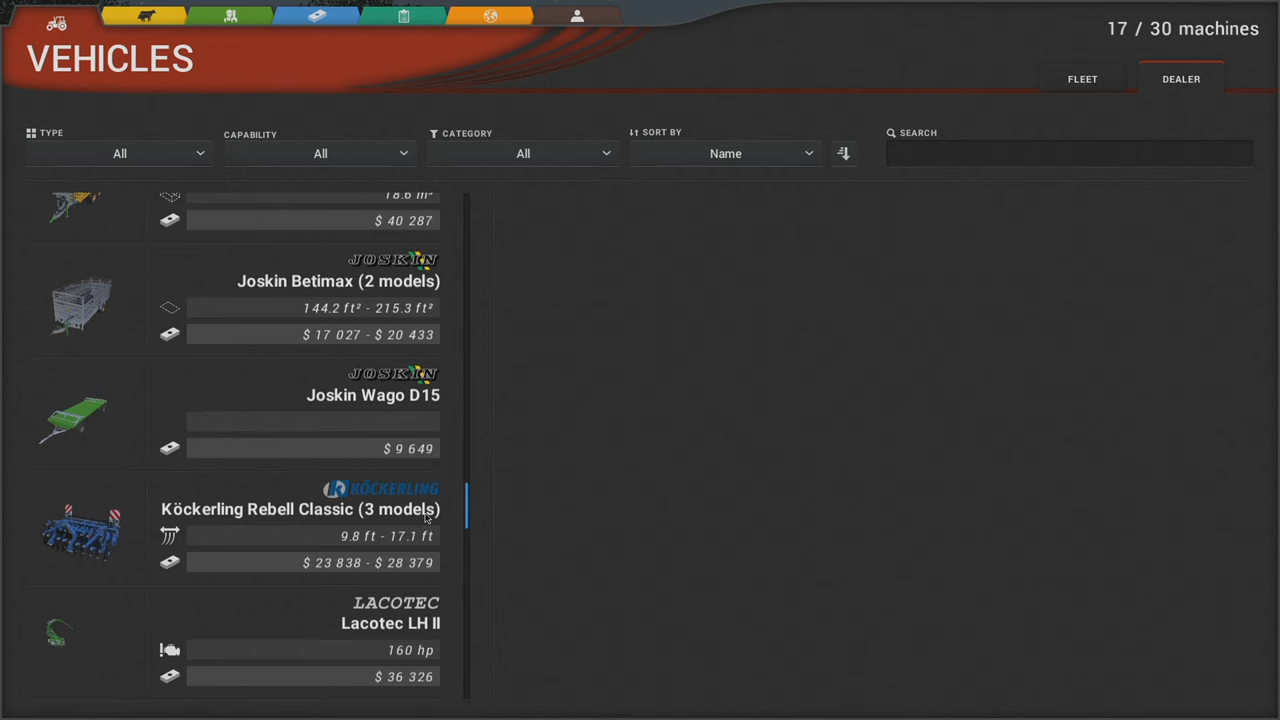 17 / 30 machines
VEHICLES
FLEET
DEALER
TYPE
CAPABILITY
CATEGORY
SORT BY
SEARCH
All
All
All
Name
18.6 m³
$ 40 287
JOSKIN
Joskin Betimax (2 models)
144.2 ft² - 215.3 ft²
$ 17 027 - $ 20 433
JOSKIN
Joskin Wago D15
$ 9 649
KÖCKERLING
Köckerling Rebell Classic (3 models)
9.8 ft - 17.1 ft
$ 23 838 - $ 28 379
LACOTEC
Lacotec LH II
160 hp
$ 36 326